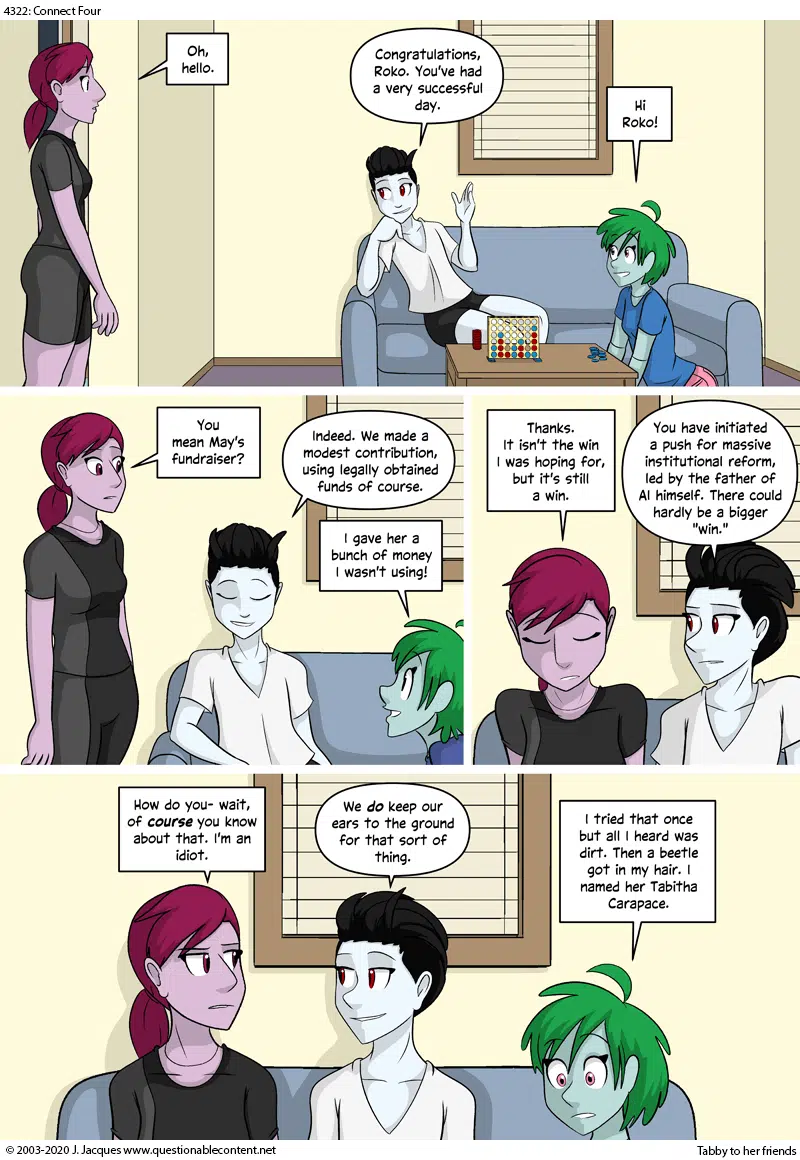 4322: Connect Four
Oh,
hello.
Congratulations,
Roko. You've had
a very successful
day.
Hi
Roko!
You
mean May's
fundraiser?
Indeed. We made a
modest contribution,
using legally obtained
funds of course.
I gave her a
bunch of money
I wasn't using!
Thanks.
It isn't the win
I was hoping for,
but it's still
a win.
You have initiated
a push for massive
institutional reform,
led by the father of
AI himself. There could
hardly be a bigger
"win."
How do you- wait,
of course you know
about that. I'm an
idiot.
We do keep our
ears to the ground
for that sort of
thing.
I tried that once
but all I heard was
dirt. Then a beetle
got in my hair. I
named her Tabitha
Carapace.
© 2003-2020 J. Jacques www.questionablecontent.net
Tabby to her friends